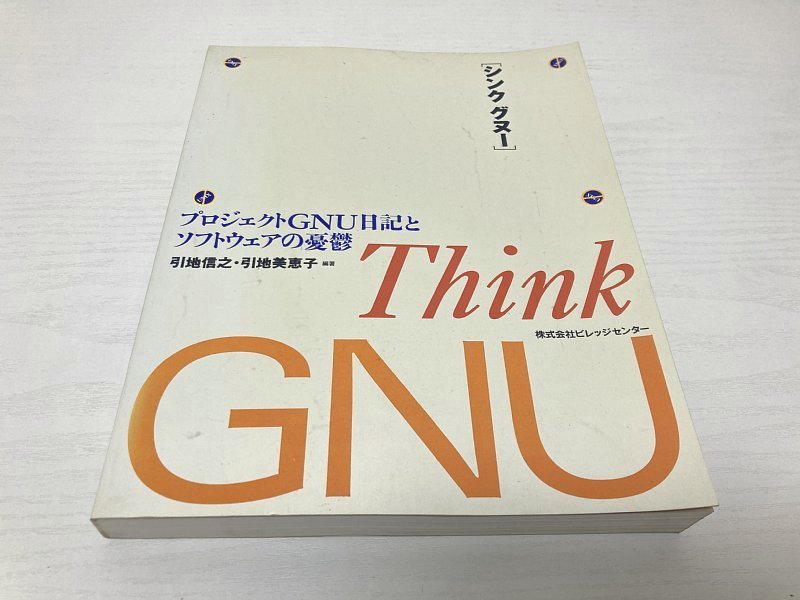 [シンク グヌー]
プロジェクトGNU日記と
ソフトウェアの憂鬱
引地信之・引地美恵子 編著
Think
株式会社ビレッジセンター
GNU